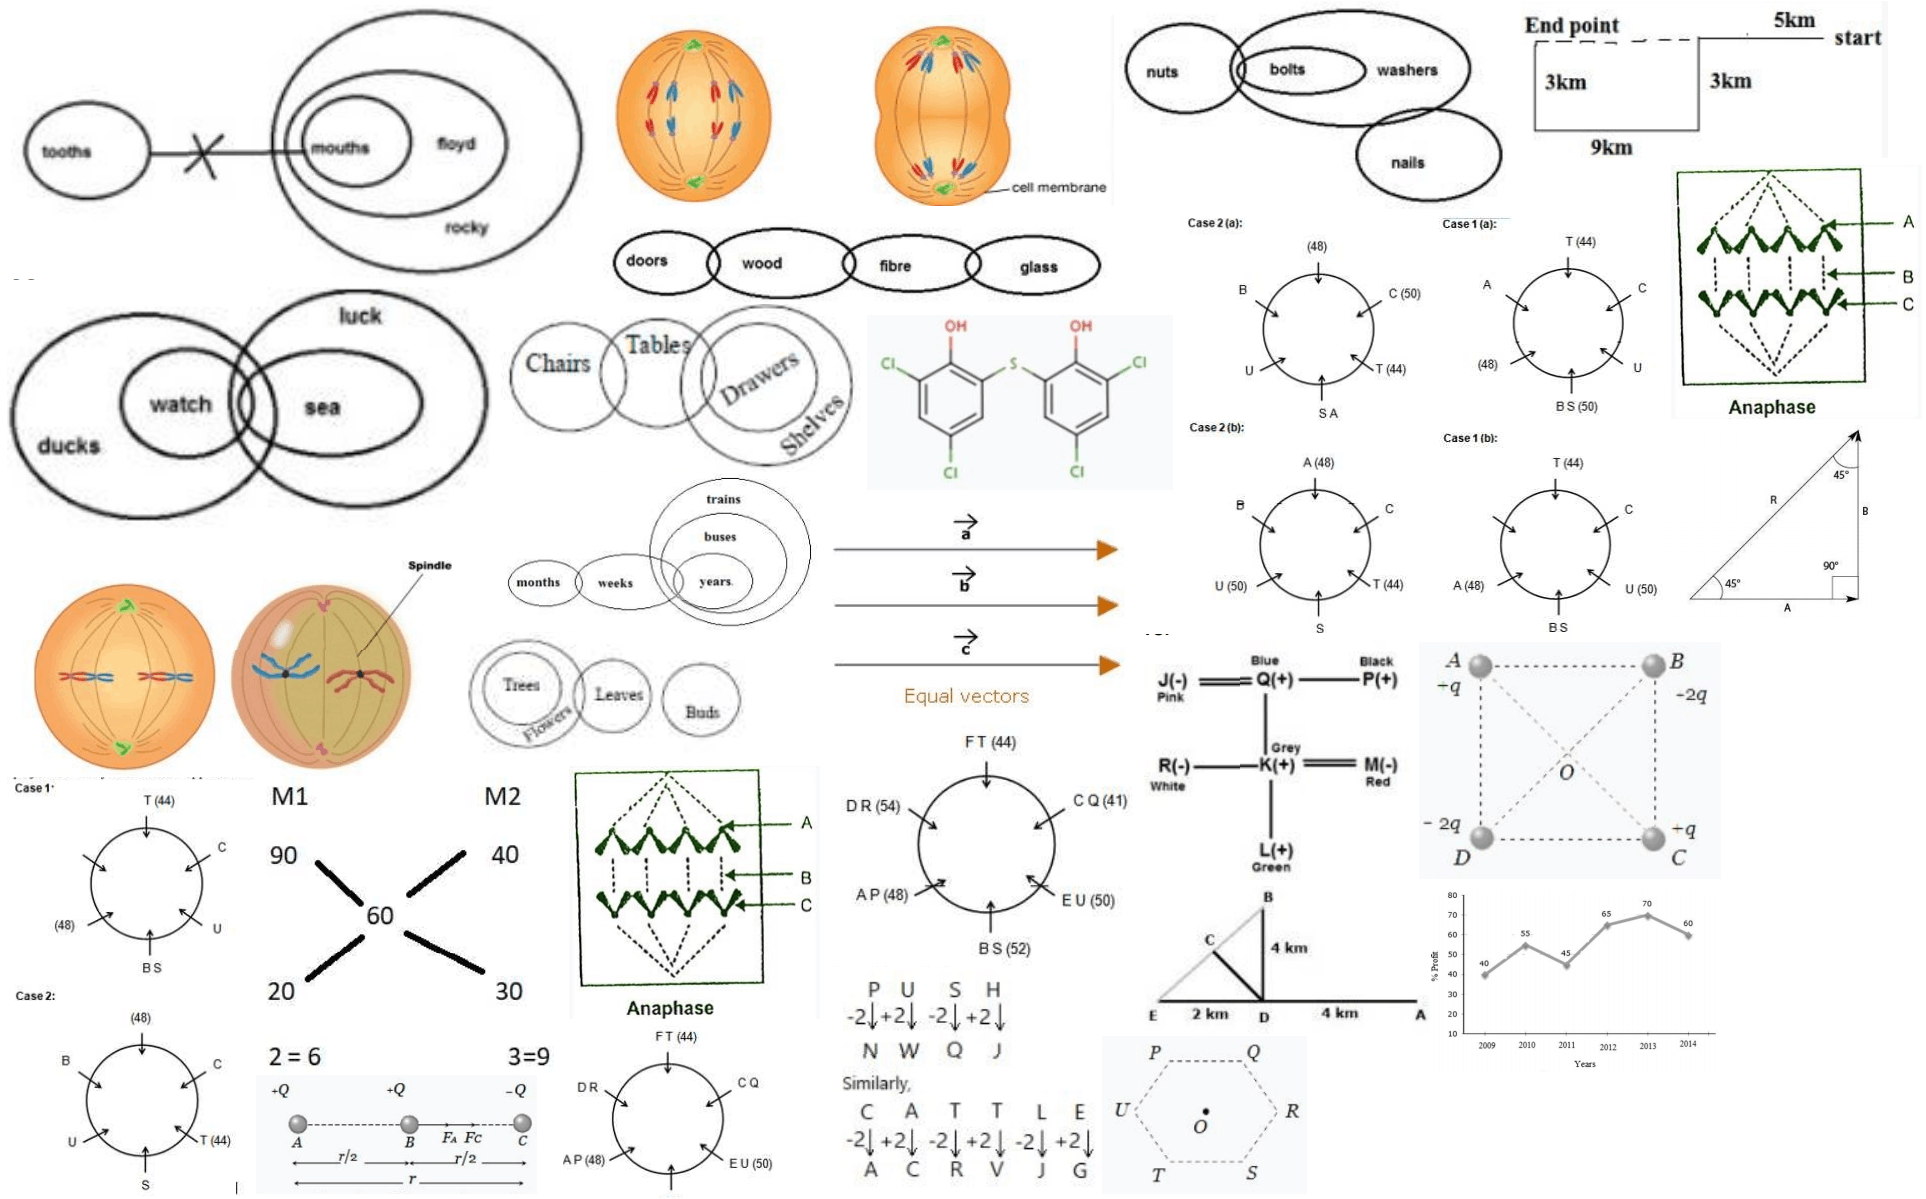 tooths
mouths
floyd
rocky
cell membrane
nuts
bolts
washers
nails
End point
5km
start
3km
3km
9km
doors
wood
fibre
glass
luck
watch
sea
ducks
Chairs
Tables
Drawers
Shelves
OH
OH
Cl
S
Cl
Cl
Cl
Case 2 (a):
(48)
B
C (50)
U
T (44)
S A
Case 1 (a):
T (44)
A
C
(48)
U
B S (50)
A
B
C
Anaphase
Case 2 (b):
A (48)
B
C
U (50)
T (44)
S
Case 1 (b):
T (44)
C
A (48)
U (50)
B S
45°
R
B
90°
45°
A
trains
buses
months
weeks
years
a
b
c
Equal vectors
Spindle
Trees
Flowers
Leaves
Buds
Blue
Black
J(-)
Q(+)
P(+)
Pink
Grey
R(-)
K(+)
M(-)
White
Red
L(+)
Green
A
B
+q
-2q
O
- 2q
+q
D
C
Case 1:
T (44)
C
(48)
U
B S
M1
M2
90
40
60
20
30
2 = 6
3=9
A
B
C
Anaphase
F T (44)
D R (54)
C Q (41)
A P (48)
E U (50)
B S (52)
B
C
4 km
E
2 km
D
4 km
A
80
70
60
50
40
30
20
10
% Profit
40
55
45
65
70
60
2009
2010
2011
2012
2013
2014
Years
Case 2:
(48)
B
C
U
T (44)
S
+Q
+Q
-Q
A
B
FA
FC
C
r/2
r/2
r
F T (44)
D R
C Q
A P (48)
E U (50)
P U S H
-2 +2 -2 +2
N W Q J
Similarly,
C A T T L E
-2 +2 -2 +2 -2 +2
A C R V J G
P
Q
U
R
O
T
S